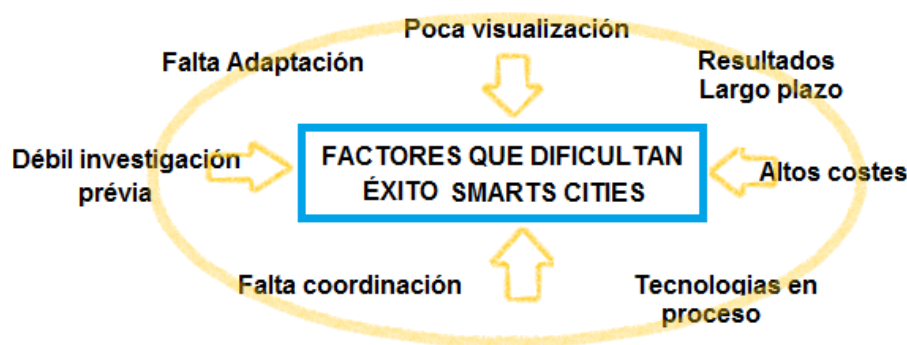 Poca visualización
Falta Adaptación
Resultados
Largo plazo
Débil investigación
prévia
FACTORES QUE DIFICULTAN
ÉXITO SMARTS CITIES
Altos costes
Falta coordinación
Tecnologias en
proceso